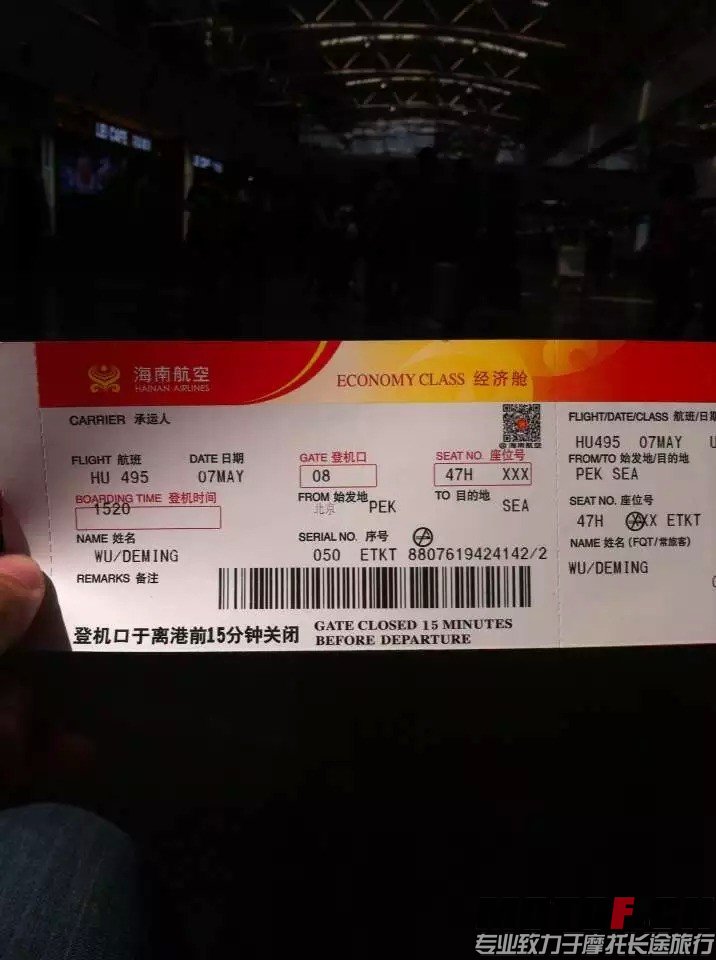 海南航空
HAINAN AIRLINES
ECONOMY CLASS 经济舱
CARRIER 承运人
海南航空
FLIGHT/DATE/CLASS 航班/日期
FLIGHT 航班 DATE 日期 GATE 登机口 SEAT NO. 座位号
HU495 07MAY
HU 495 07MAY 08 47H XXX
FROM/TO 始发地/目的地
PEK SEA
BOARDING TIME 登机时间 FROM 始发地 TO 目的地
1520 北京 PEK SEA
SEAT NO. 座位号
47H XXX ETKT
NAME 姓名 SERIAL NO. 序号
NAME 姓名 (FQT/常旅客)
WU/DEMING 050 ETKT 8807619424142/2
WU/DEMING
REMARKS 备注
登机口于离港前15分钟关闭 GATE CLOSED 15 MINUTES
BEFORE DEPARTURE
专业致力于摩托长途旅行